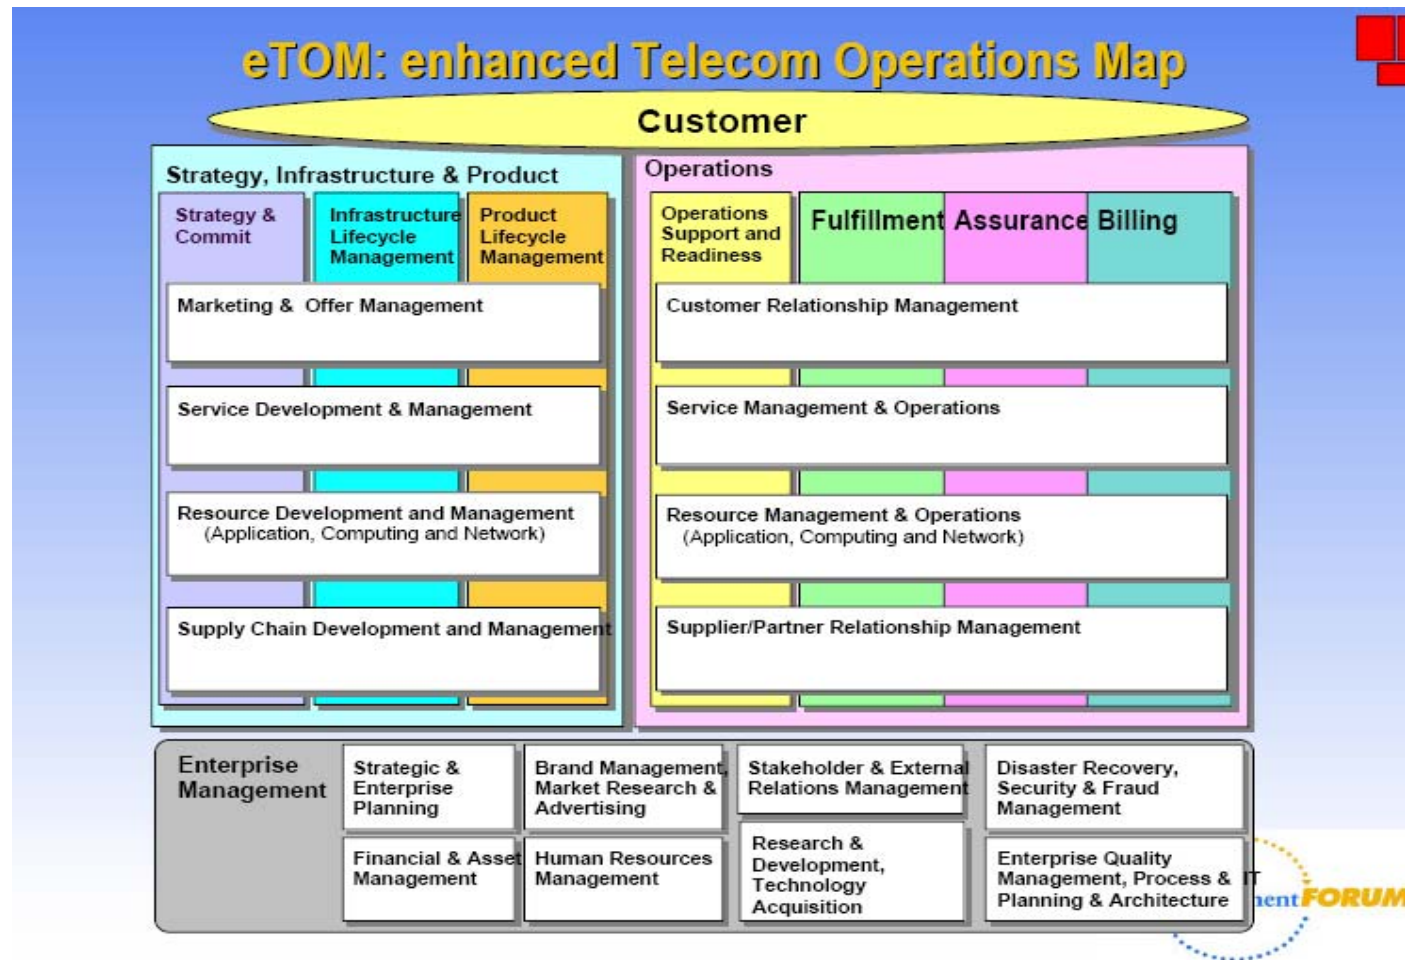 eTOM: enhanced Telecom Operations Map
Customer
Strategy, Infrastructure & Product
Strategy &
Commit
Infrastructure
Lifecycle
Management
Product
Lifecycle
Management
Marketing & Offer Management
Service Development & Management
Resource Development and Management
(Application, Computing and Network)
Supply Chain Development and Management
Operations
Operations
Support and
Readiness
Fulfillment
Assurance
Billing
Customer Relationship Management
Service Management & Operations
Resource Management & Operations
(Application, Computing and Network)
Supplier/Partner Relationship Management
Enterprise
Management
Strategic &
Enterprise
Planning
Brand Management,
Market Research &
Advertising
Stakeholder & External
Relations Management
Disaster Recovery,
Security & Fraud
Management
Financial & Asset
Management
Human Resources
Management
Research &
Development,
Technology
Acquisition
Enterprise Quality
Management, Process & IT
Planning & Architecture
FORUM